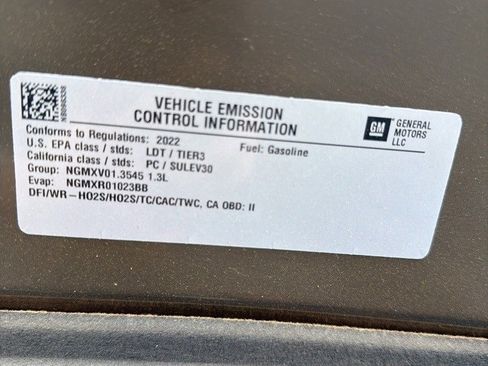 VEHICLE EMISSION
CONTROL INFORMATION
GM
GENERAL
MOTORS
LLC
Conforms to Regulations: 2022
Fuel: Gasoline
U.S. EPA class / stds: LDT / TIER3
California class / stds: PC / SULEV30
Group: NGMXV01.3545 1.3L
Evap: NGMXR01023BB
DFI/WR-HO2S/HO2S/TC/CAC/TWC, CA OBD: II